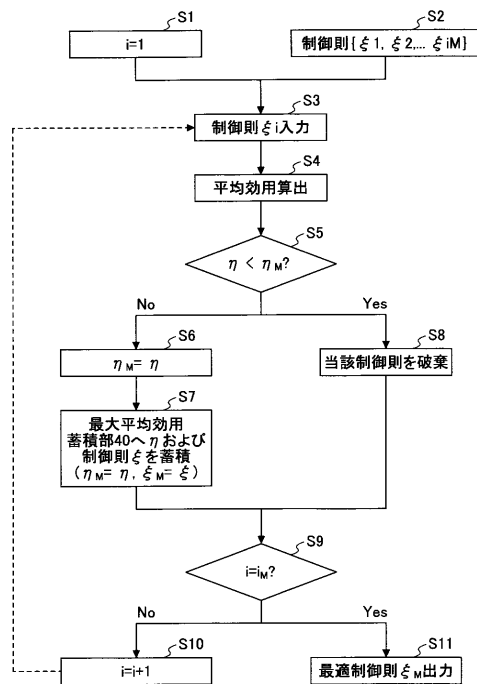 S1
i=1
S2
制御則{ξ1, ξ2,... ξiM}
S3
制御則ξi入力
S4
平均効用算出
S5
η < ηM?
No
Yes
S6
ηM= η
S8
当該制御則を破棄
S7
最大平均効用
蓄積部40へηおよび
制御則ξを蓄積
(ηM= η, ξM= ξ)
S9
i=iM?
No
Yes
S10
i=i+1
S11
最適制御則ξM出力